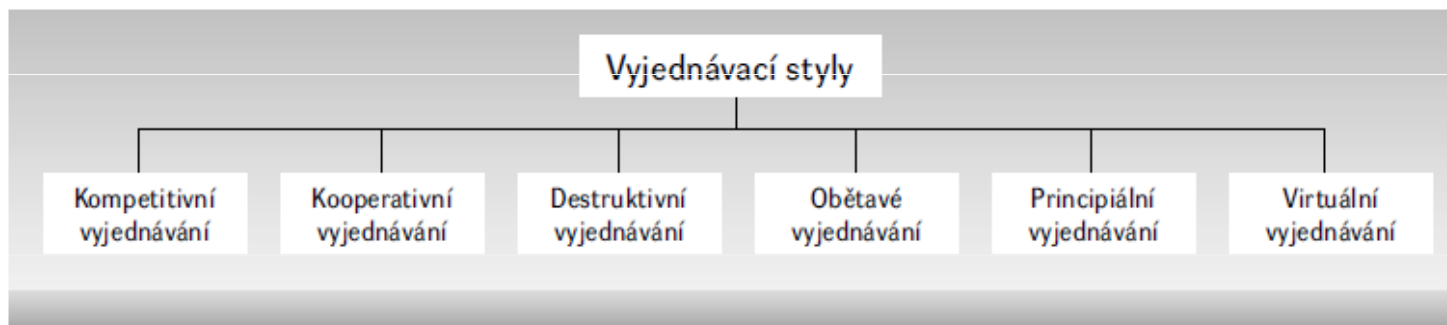 Vyjednávací styly
Kompetitivní
vyjednávání
Kooperativní
vyjednávání
Destruktivní
vyjednávání
Obětavé
vyjednávání
Principiální
vyjednávání
Virtuální
vyjednávání